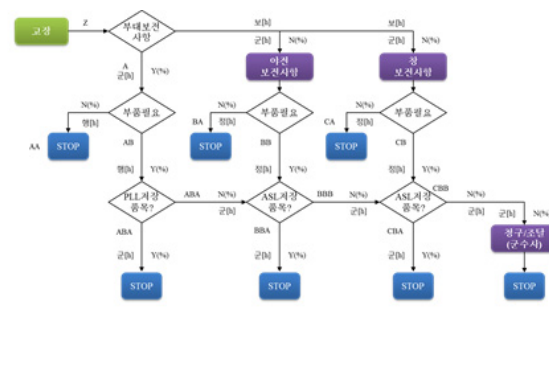 보[h]
보[h]
Z
부대보전
사항
고장
군[h]
N(%)
군[h]
N(%)
야전
보전사항
창
보전사항
A
군[h]
Y(%)
N(%)
부품필요
N(%)
부품필요
N(%)
부품필요
행[h]
BA
정[h]
CA
정[h]
AA
STOP
STOP
STOP
AB
BB
CB
행[h]
Y(%)
정[h]
Y(%)
정[h]
Y(%)
PLL저장
품목?
ABA
N(%)
군[h]
ASL저장
품목?
BBB
N(%)
군[h]
ASL저장
품목?
CBB
N(%)
군[h]
군[h]
N(%)
ABA
BBA
CBA
청구/조달
(군수사)
군[h]
Y(%)
군[h]
Y(%)
군[h]
Y(%)
STOP
STOP
STOP
STOP